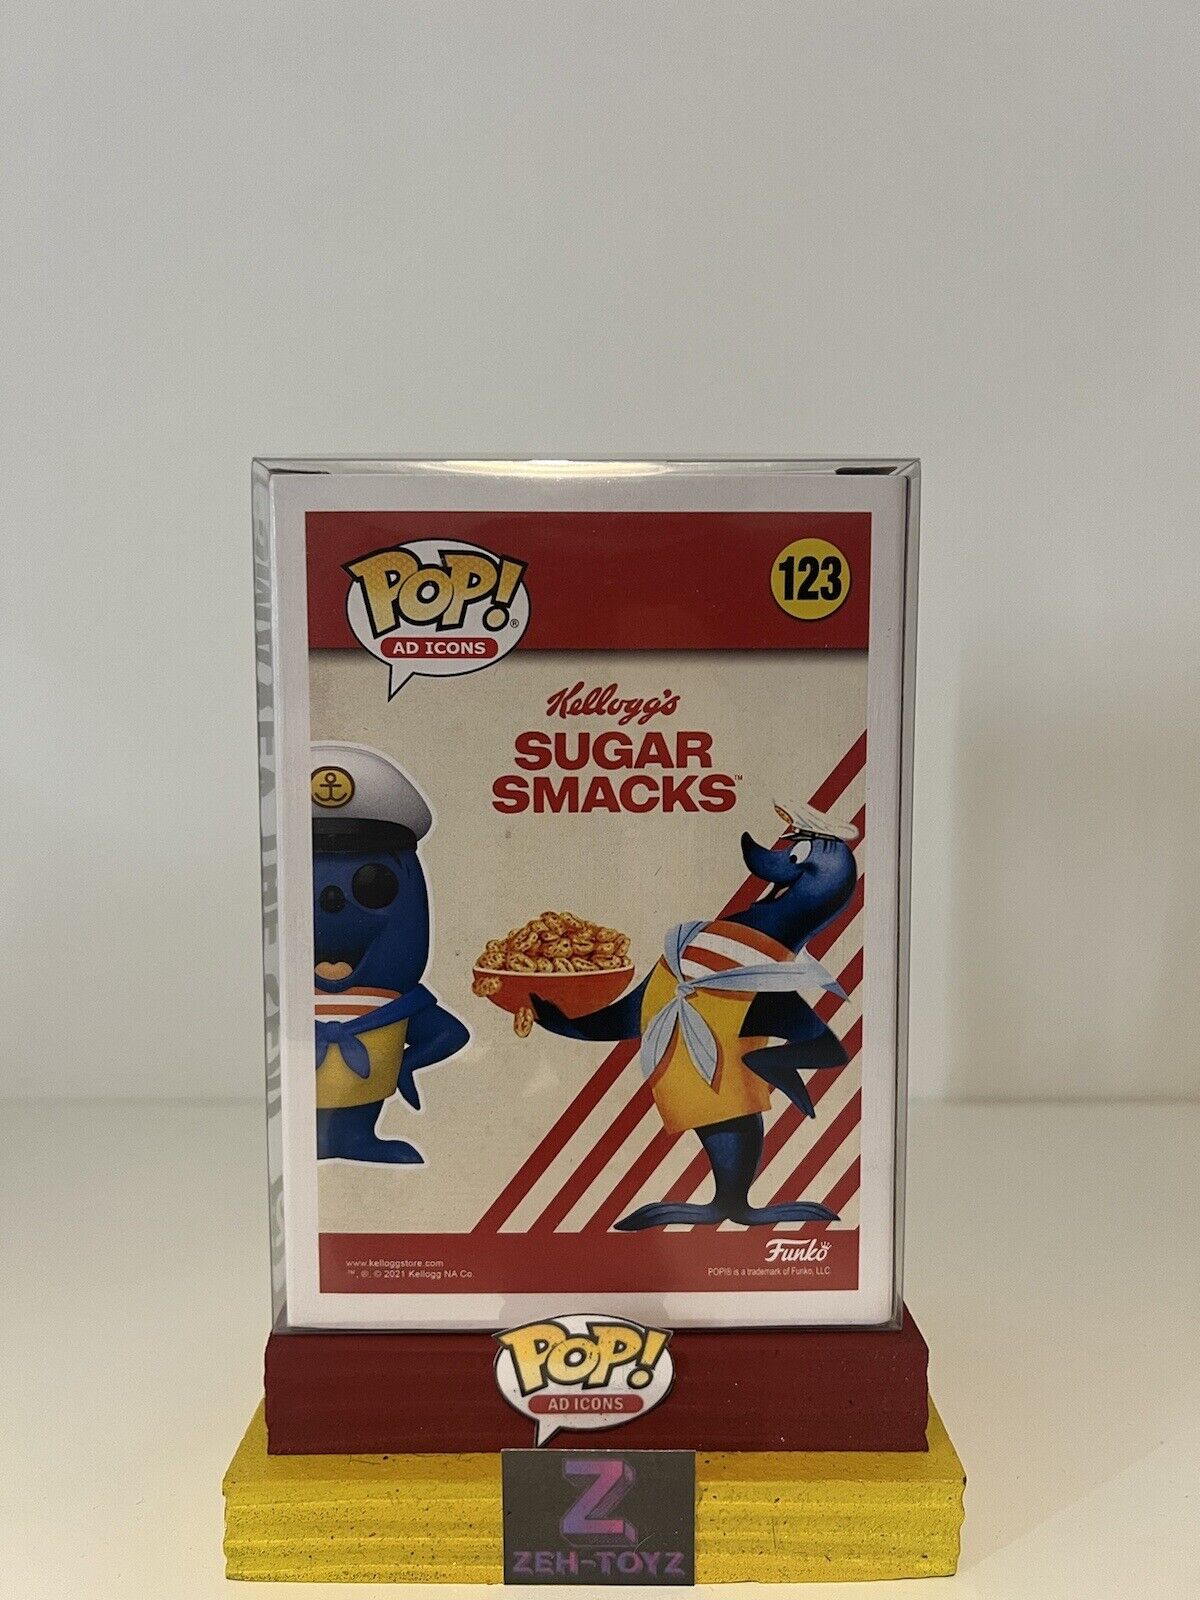 POP!®
AD ICONS
123
Kellogg's
SUGAR
SMACKS™
www.kelloggstore.com
™, ®, © 2021 Kellogg NA Co.
Funko
POP!® is a trademark of Funko, LLC
POP!
AD ICONS
Z
ZEH-TOYZ